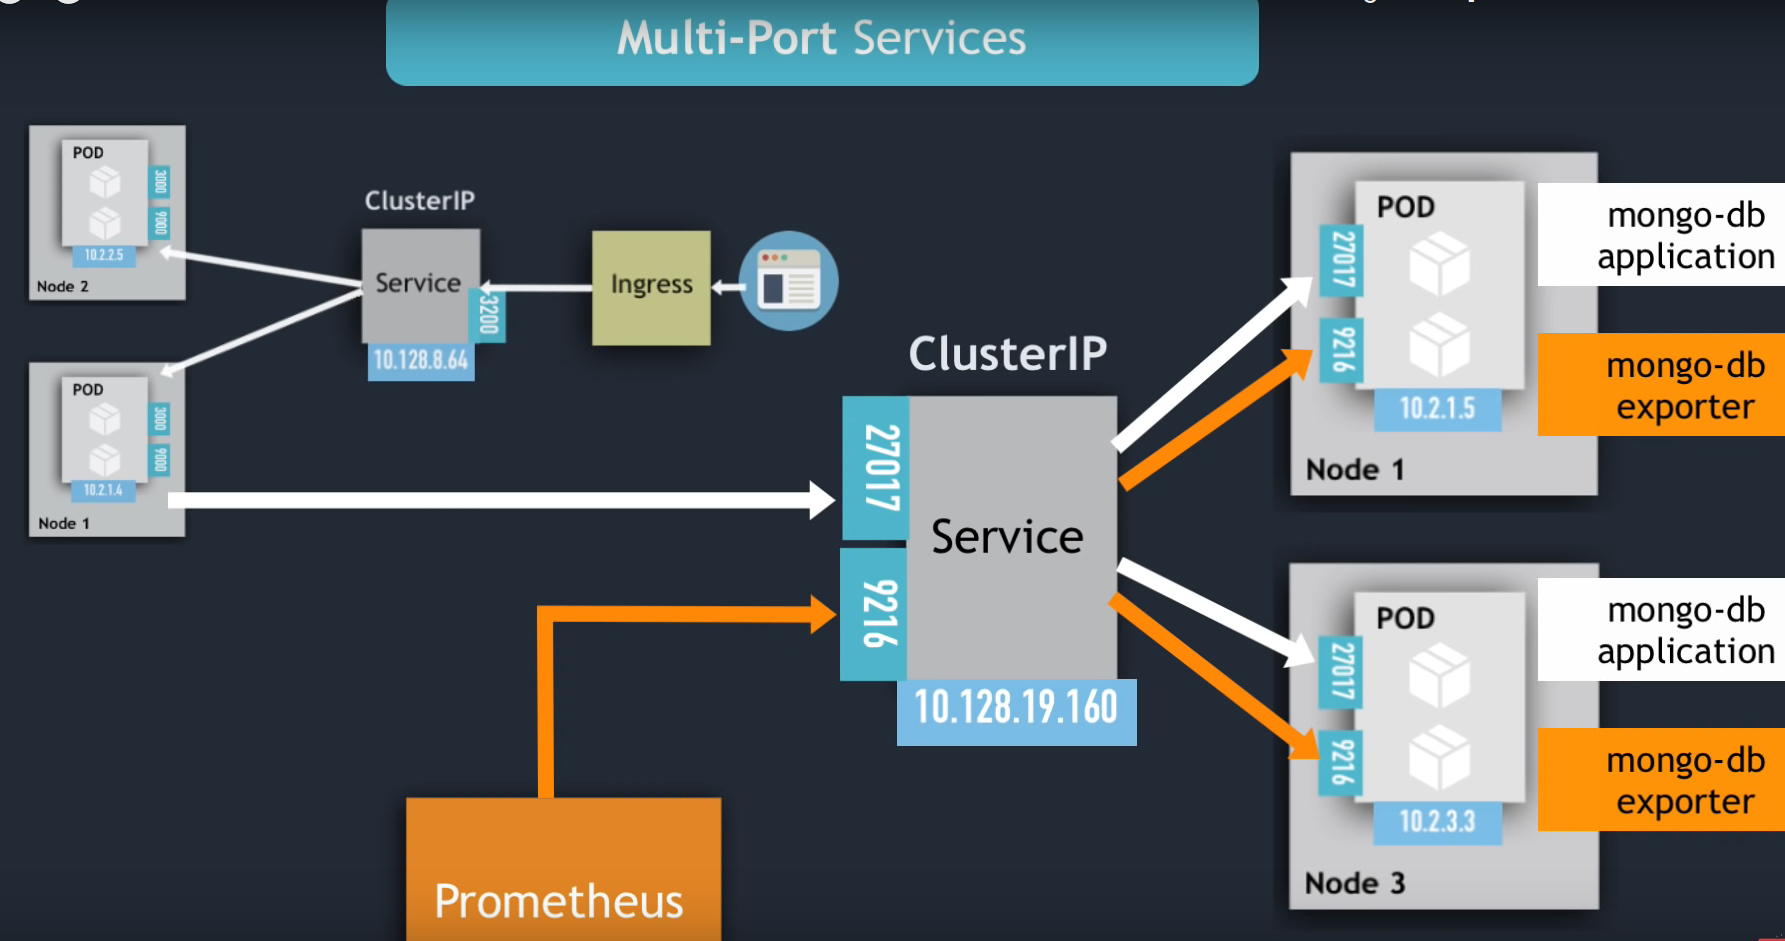 Multi-Port Services
POD
3000
9000
10.2.2.5
Node 2
ClusterIP
Service
3200
10.128.8.64
Ingress
POD
3000
9000
10.2.1.4
Node 1
ClusterIP
27017
9216
Service
10.128.19.160
Prometheus
POD
27017
9216
10.2.1.5
Node 1
mongo-db
application
mongo-db
exporter
POD
27017
9216
10.2.3.3
Node 3
mongo-db
application
mongo-db
exporter